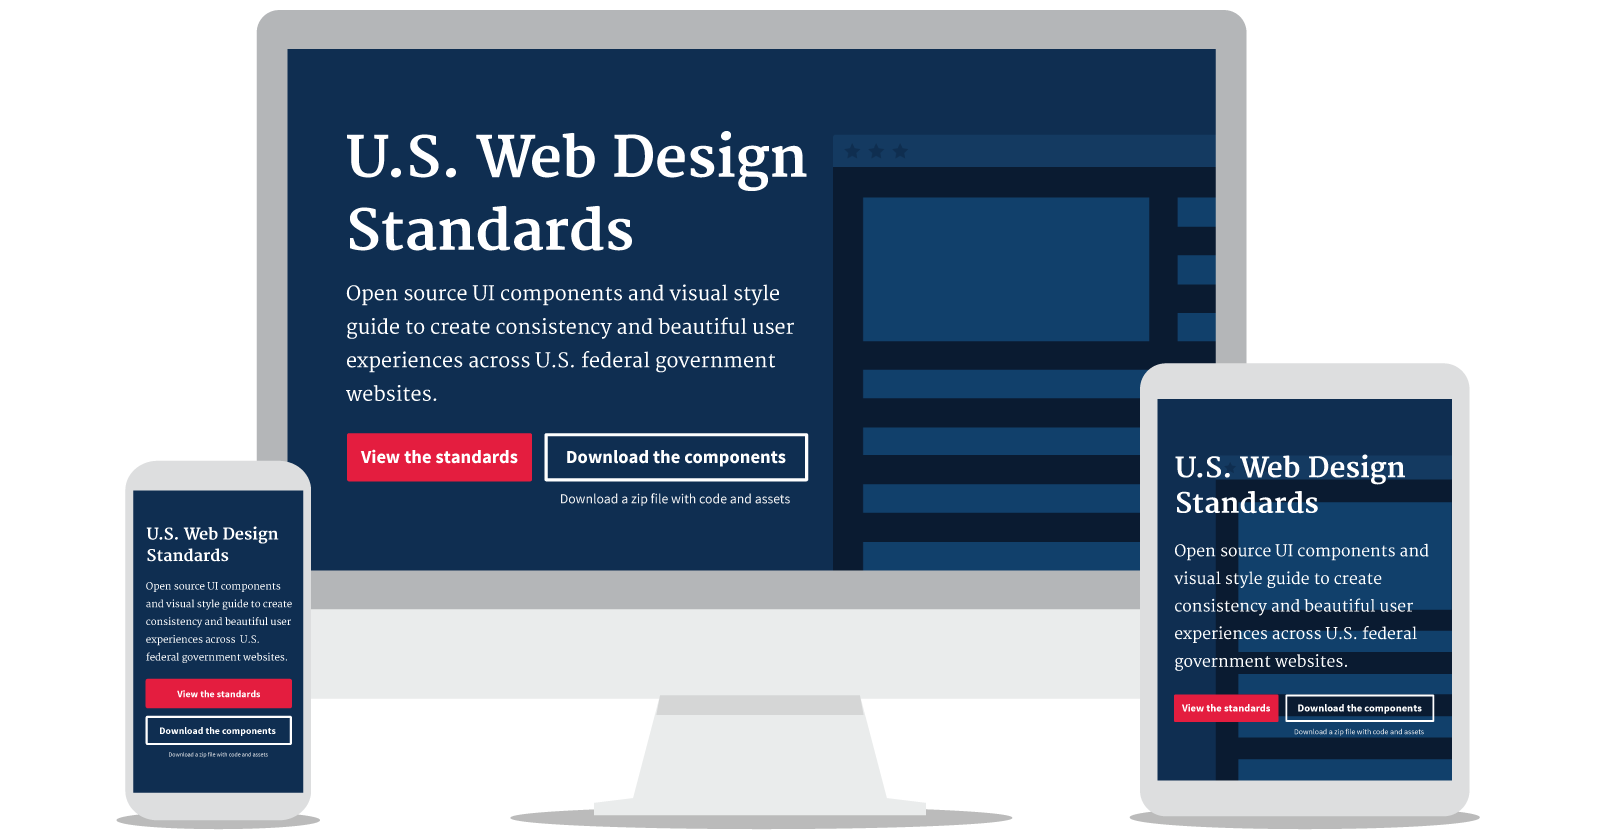 U.S. Web Design
Standards
Open source UI components and visual style
guide to create consistency and beautiful user
experiences across U.S. federal government
websites.
View the standards
Download the components
Download a zip file with code and assets
U.S. Web Design
Standards
Open source UI components
and visual style guide to create
consistency and beautiful user
experiences across U.S.
federal government websites.
View the standards
Download the components
Download a zip file with code and assets
U.S. Web Design
Standards
Open source UI components and
visual style guide to create
consistency and beautiful user
experiences across U.S. federal
government websites.
View the standards
Download the components
Download a zip file with code and assets